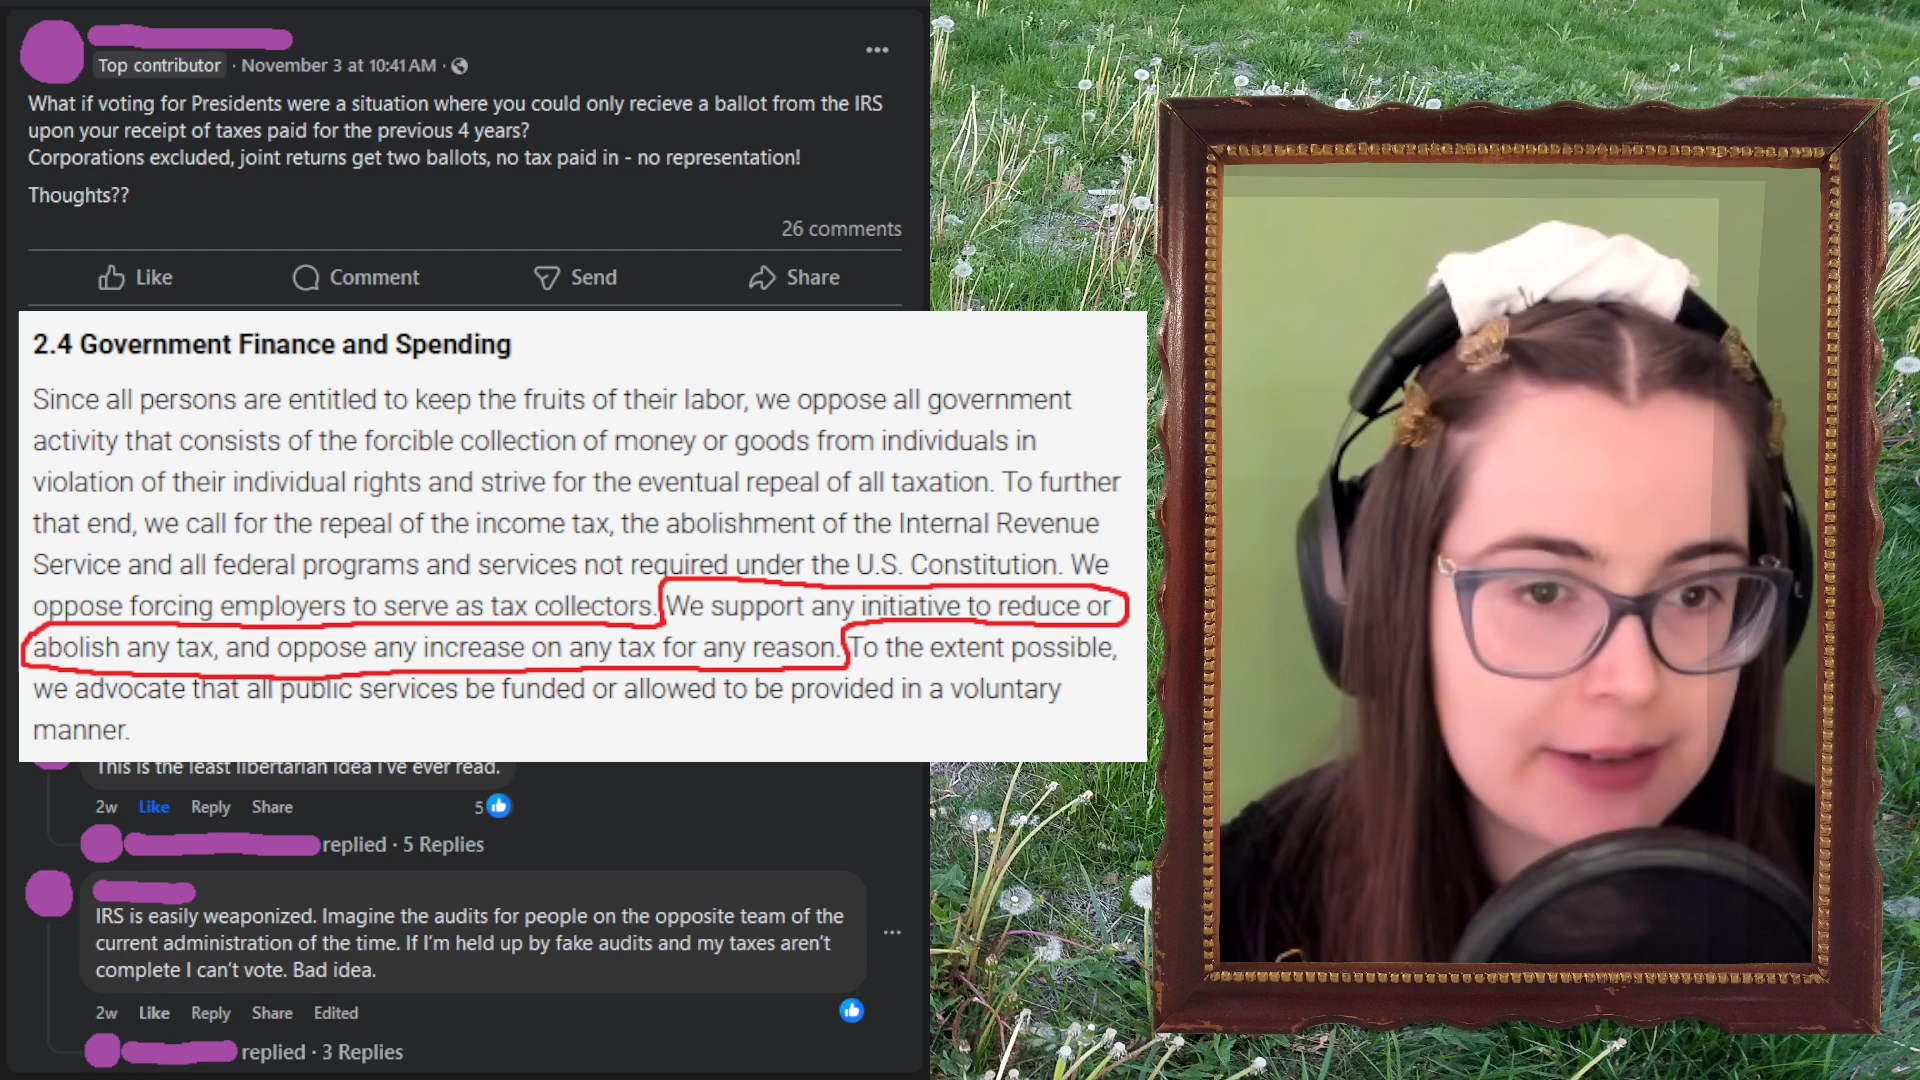 Top contributor · November 3 at 10:41 AM ·
What if voting for Presidents were a situation where you could only recieve a ballot from the IRS
upon your receipt of taxes paid for the previous 4 years?
Corporations excluded, joint returns get two ballots, no tax paid in - no representation!
Thoughts??
26 comments
Like Comment Send Share
2.4 Government Finance and Spending
Since all persons are entitled to keep the fruits of their labor, we oppose all government
activity that consists of the forcible collection of money or goods from individuals in
violation of their individual rights and strive for the eventual repeal of all taxation. To further
that end, we call for the repeal of the income tax, the abolishment of the Internal Revenue
Service and all federal programs and services not required under the U.S. Constitution. We
oppose forcing employers to serve as tax collectors. We support any initiative to reduce or
abolish any tax, and oppose any increase on any tax for any reason. To the extent possible,
we advocate that all public services be funded or allowed to be provided in a voluntary
manner.
This is the least libertarian idea I've ever read.
2w Like Reply Share 5
replied · 5 Replies
IRS is easily weaponized. Imagine the audits for people on the opposite team of the
current administration of the time. If I'm held up by fake audits and my taxes aren't
complete I can't vote. Bad idea.
2w Like Reply Share Edited
replied · 3 Replies